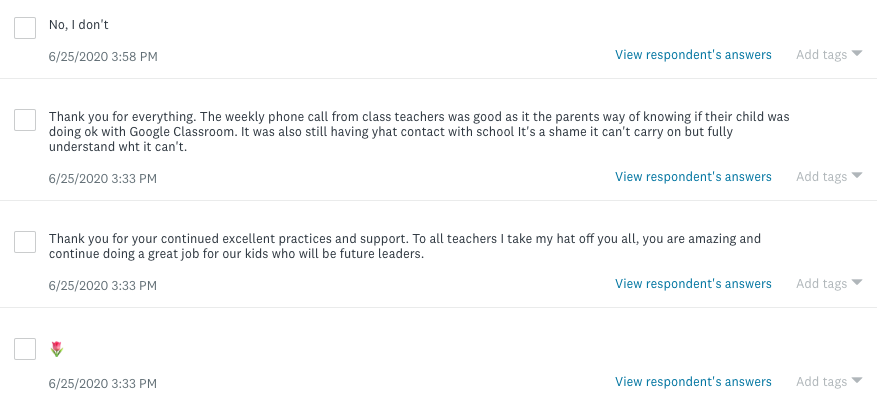 No, I don't
6/25/2020 3:58 PM
View respondent's answers
Add tags
Thank you for everything. The weekly phone call from class teachers was good as it the parents way of knowing if their child was
doing ok with Google Classroom. It was also still having yhat contact with school It's a shame it can't carry on but fully
understand wht it can't.
6/25/2020 3:33 PM
View respondent's answers
Add tags
Thank you for your continued excellent practices and support. To all teachers I take my hat off you all, you are amazing and
continue doing a great job for our kids who will be future leaders.
6/25/2020 3:33 PM
View respondent's answers
Add tags
🌷
6/25/2020 3:33 PM
View respondent's answers
Add tags